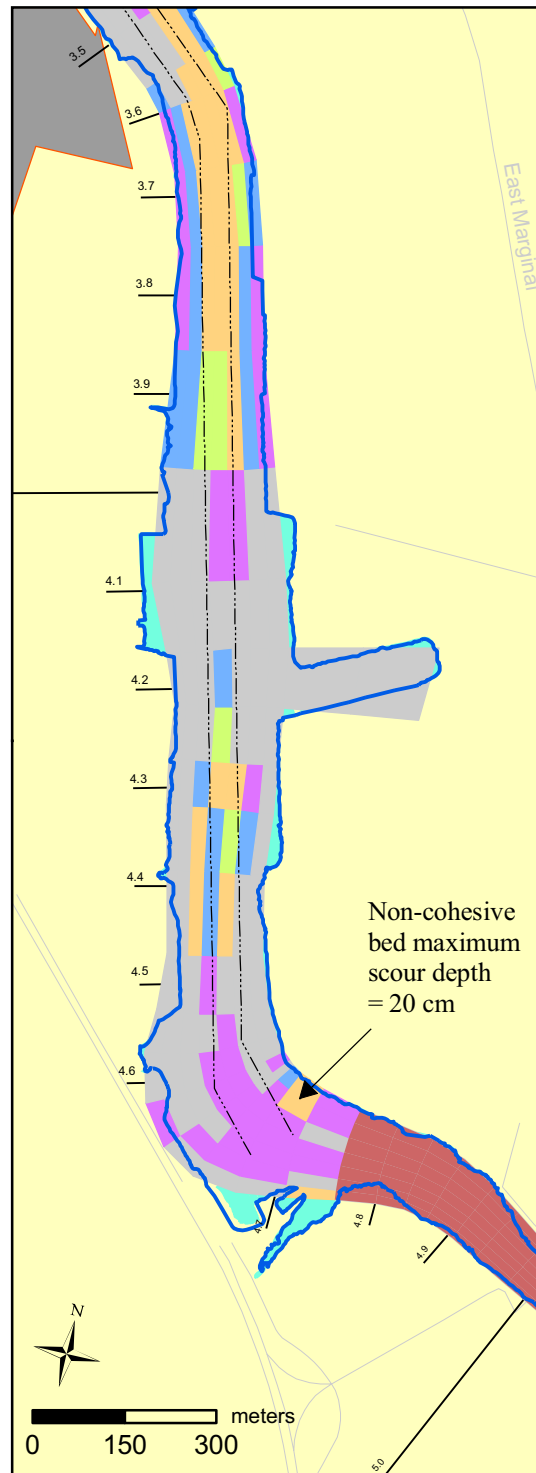 3.5
3.6
East Marginal
3.7
3.8
3.9
4.1
4.2
4.3
4.4
Non-cohesive
bed maximum
scour depth
= 20 cm
4.5
4.6
4.7
4.8
4.9
N
meters
0 150 300
5.0